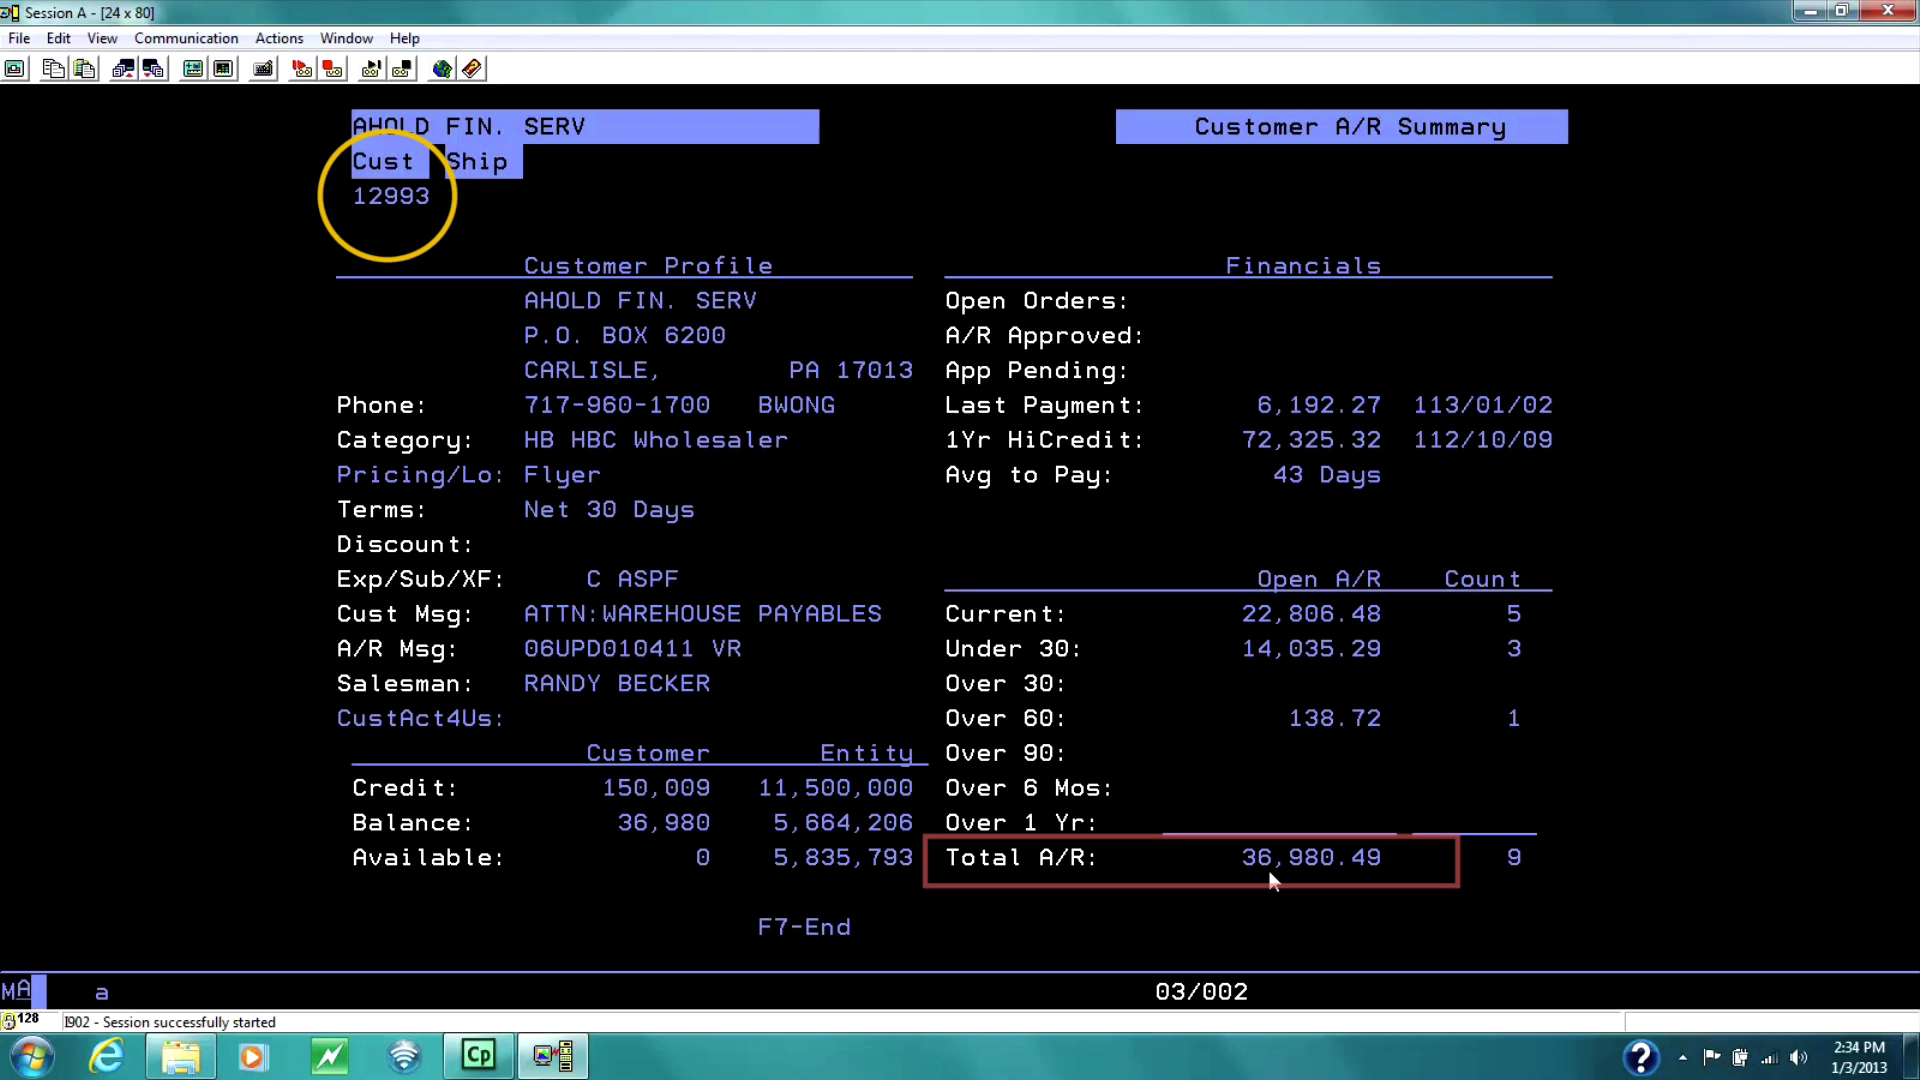 Session A - [24 x 80]
File Edit View Communication Actions Window Help
AHOLD FIN. SERV Customer A/R Summary
Cust Ship
12993
Customer Profile Financials
AHOLD FIN. SERV Open Orders:
P.O. BOX 6200 A/R Approved:
CARLISLE, PA 17013 App Pending:
Phone: 717-960-1700 BWONG Last Payment: 6,192.27 113/01/02
Category: HB HBC Wholesaler 1Yr HiCredit: 72,325.32 112/10/09
Pricing/Lo: Flyer Avg to Pay: 43 Days
Terms: Net 30 Days
Discount:
Exp/Sub/XF: C ASPF Open A/R Count
Cust Msg: ATTN:WAREHOUSE PAYABLES Current: 22,806.48 5
A/R Msg: 06UPD010411 VR Under 30: 14,035.29 3
Salesman: RANDY BECKER Over 30:
CustAct4Us: Over 60: 138.72 1
Customer Entity Over 90:
Credit: 150,009 11,500,000 Over 6 Mos:
Balance: 36,980 5,664,206 Over 1 Yr:
Available: 0 5,835,793 Total A/R: 36,980.49 9
F7-End
MA a 03/002
128 I902 - Session successfully started
Cp ? 2:34 PM
1/3/2013